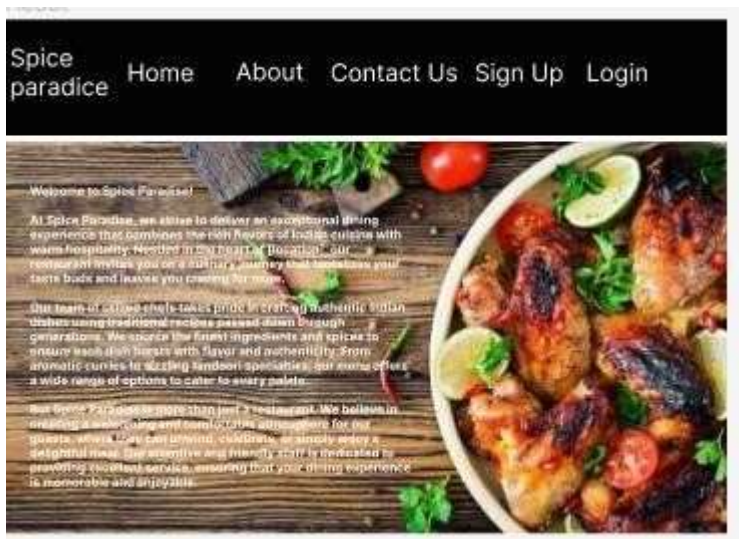 Spice
paradice
Home About Contact Us Sign Up Login
Welcome to Spice Paradise!
At Spice Paradise, we strive to deliver an exceptional dining
experience that combines the rich flavors of Indian cuisine with
warm hospitality. Nestled in the heart of [location], our
restaurant invites you on a culinary journey that tantalizes your
taste buds and leaves you craving for more.
Our team of skilled chefs takes pride in crafting authentic Indian
dishes using traditional recipes passed down through
generations. We source the finest ingredients and spices to
ensure each dish bursts with flavor and authenticity. From
aromatic curries to sizzling tandoori specialties, our menu offers
a wide range of options to cater to every palate.
But Spice Paradise is more than just a restaurant. We believe in
creating a welcoming and comfortable atmosphere for our
guests, where they can unwind, celebrate, or simply enjoy a
delightful meal. Our attentive and friendly staff is dedicated to
providing excellent service, ensuring that your dining experience
is memorable and enjoyable.